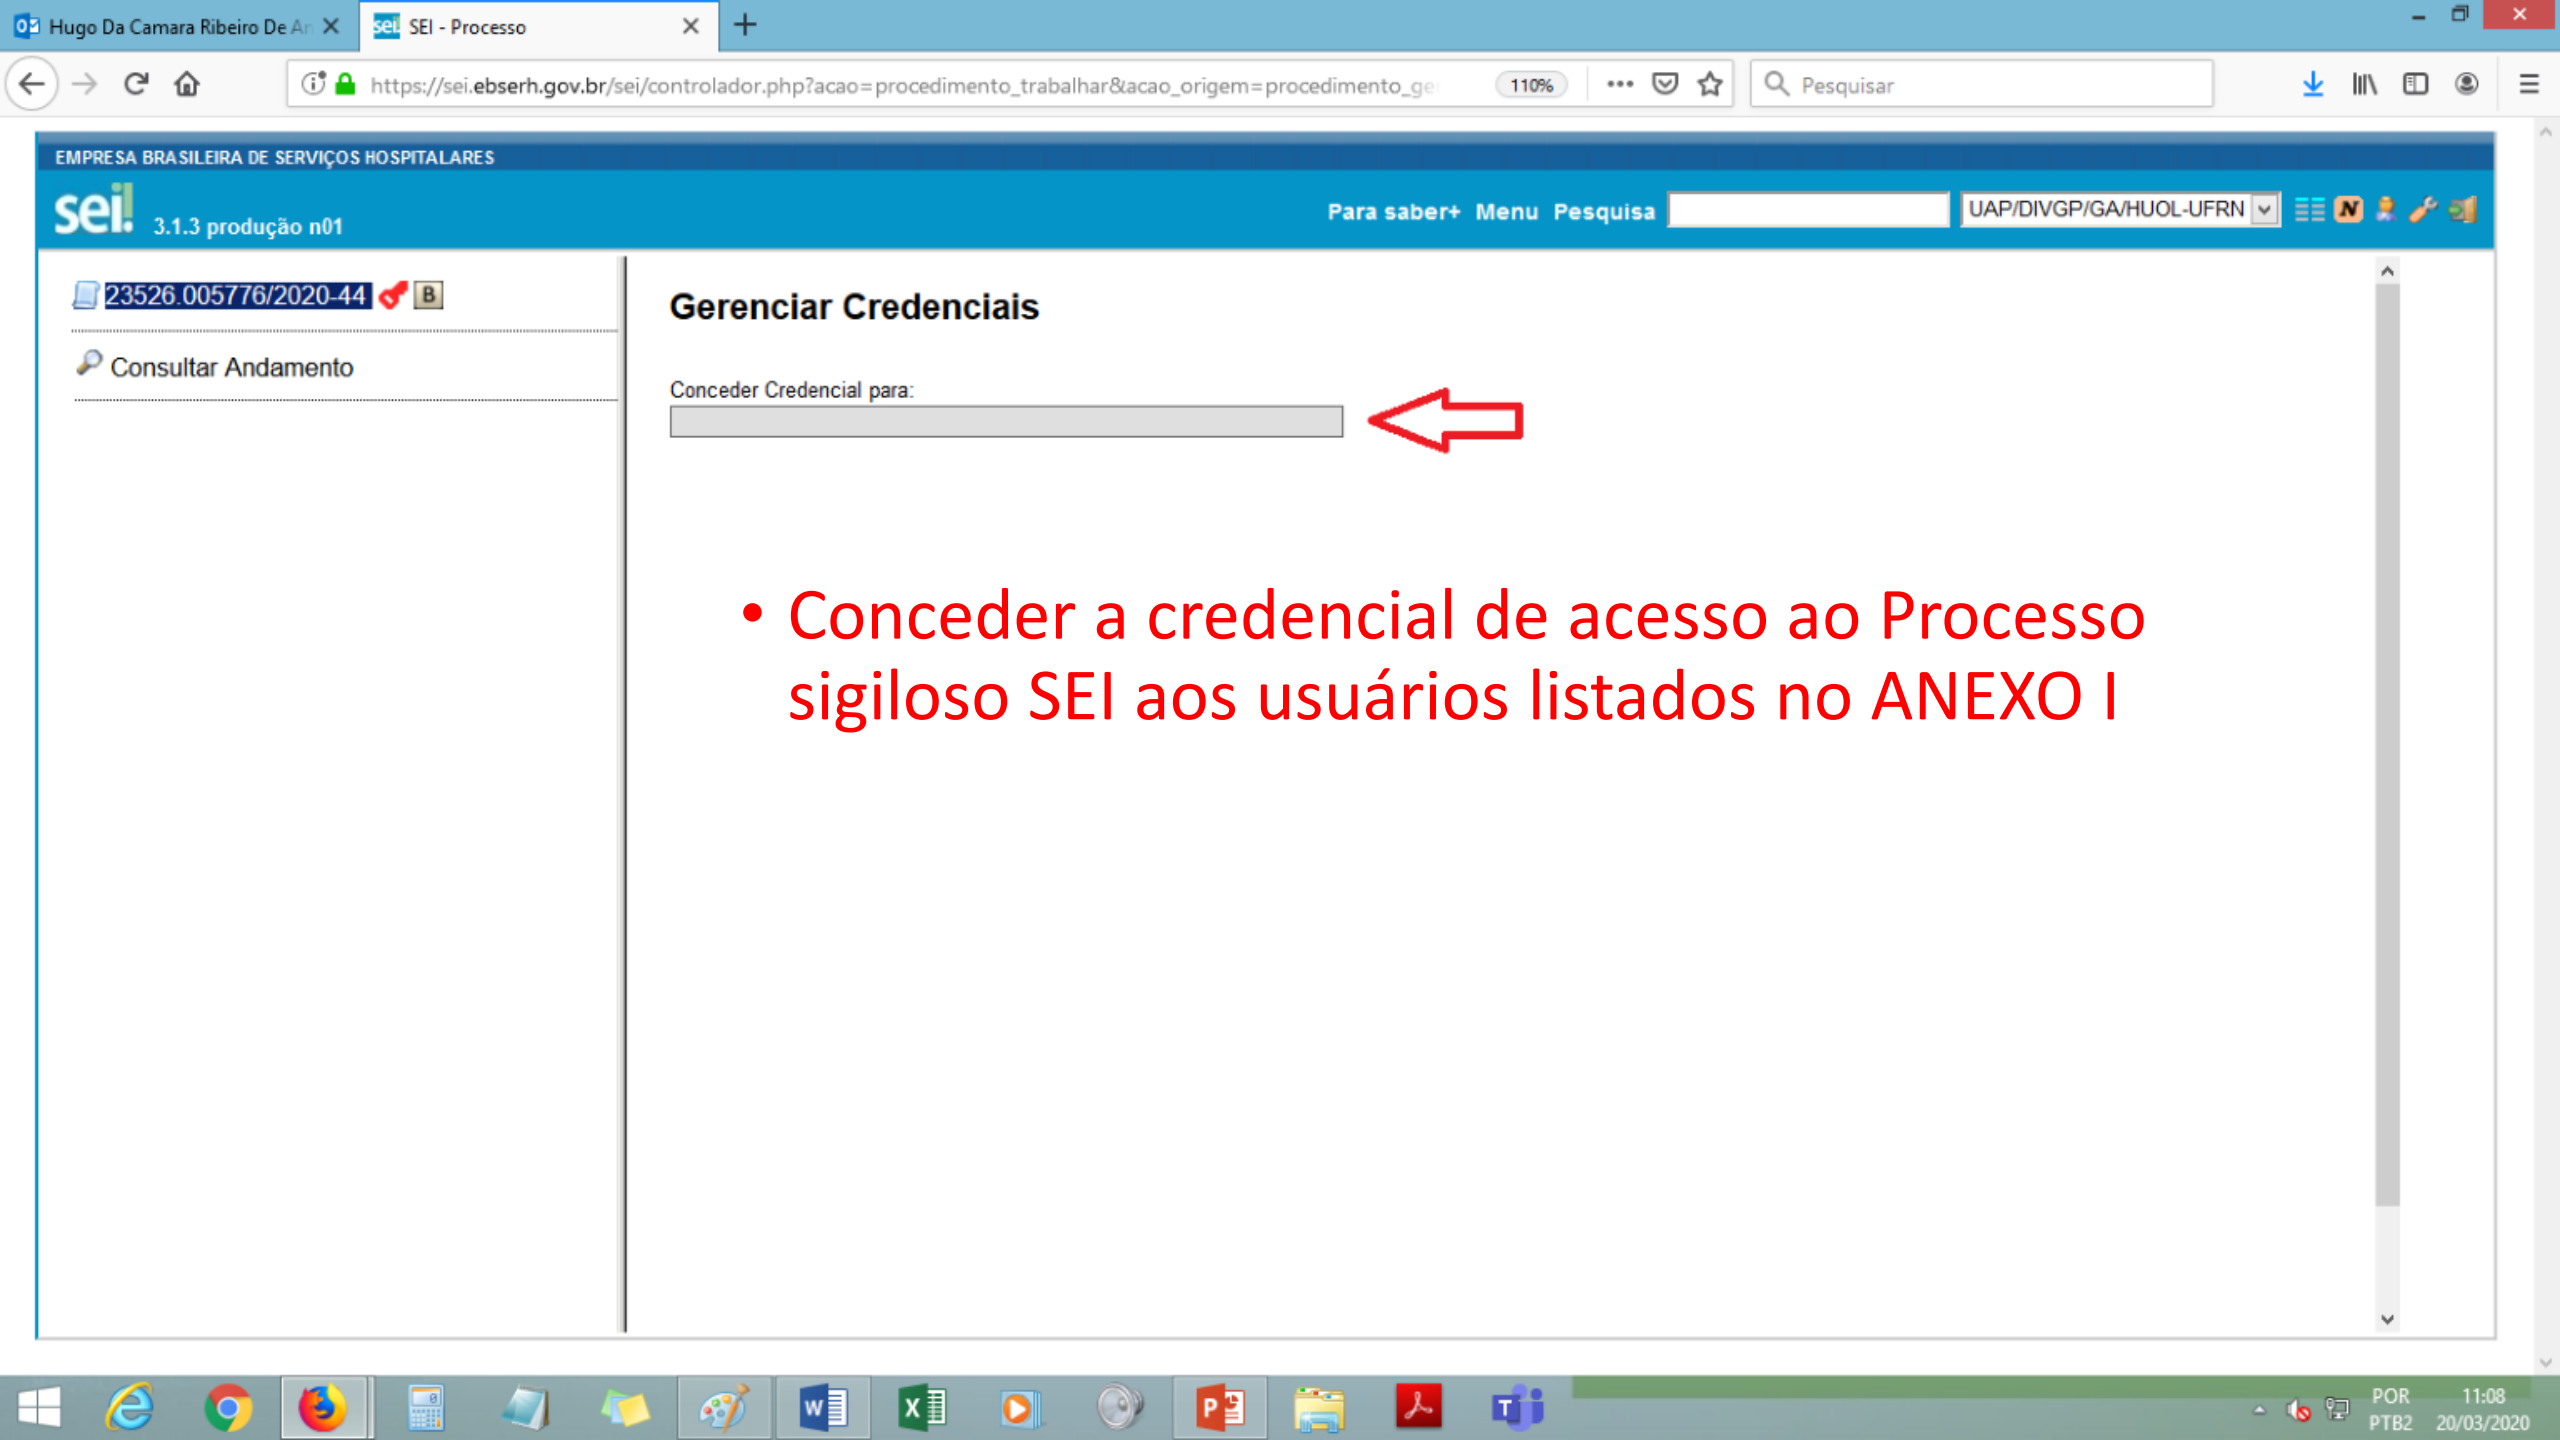 Hugo Da Camara Ribeiro De Ar
SEI - Processo
https://sei.ebserh.gov.br/sei/controlador.php?acao=procedimento_trabalhar&acao_origem=procedimento_ge
110%
Pesquisar
EMPRESA BRASILEIRA DE SERVIÇOS HOSPITALARES
sei!
3.1.3 produção n01
Para saber+ Menu Pesquisa
UAP/DIVGP/GA/HUOL-UFRN
23526.005776/2020-44
B
Consultar Andamento
Gerenciar Credenciais
Conceder Credencial para:
• Conceder a credencial de acesso ao Processo
sigiloso SEI aos usuários listados no ANEXO I
POR
PTB2
11:08
20/03/2020